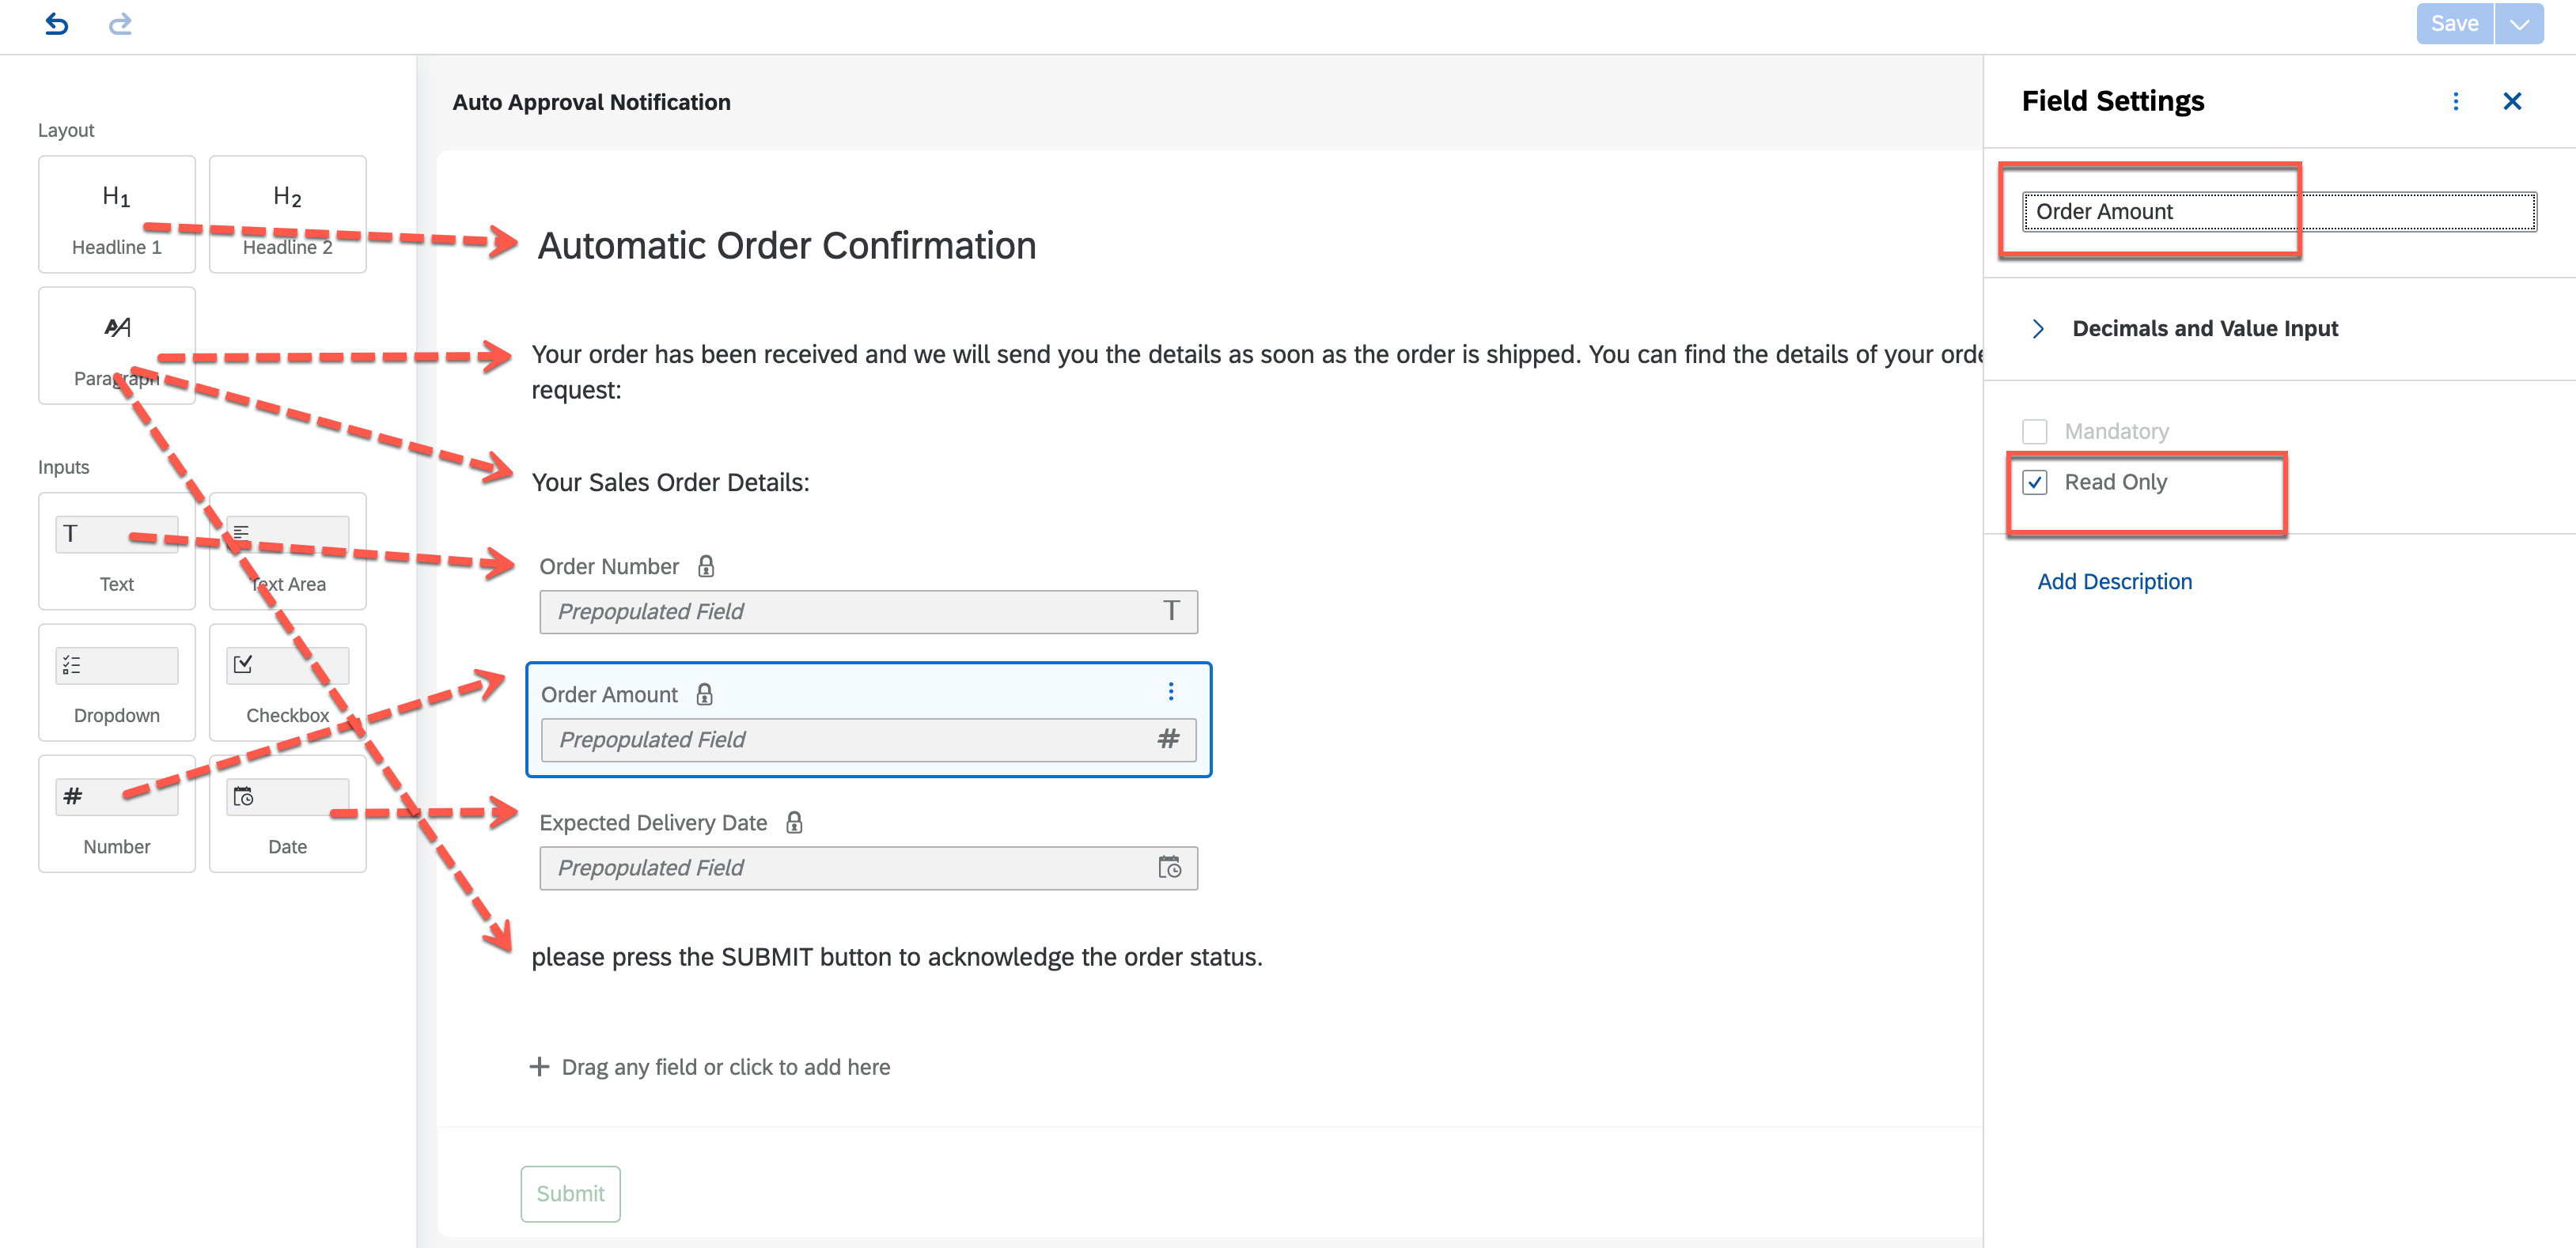 Save
Layout
H1
H2
Headline 1
Headline 2
Paragraph
Inputs
T
Text
Text Area
Dropdown
Checkbox
#
Number
Date
Auto Approval Notification
Automatic Order Confirmation
Your order has been received and we will send you the details as soon as the order is shipped. You can find the details of your orde
request:
Your Sales Order Details:
Order Number
Prepopulated Field T
Order Amount
Prepopulated Field #
Expected Delivery Date
Prepopulated Field
please press the SUBMIT button to acknowledge the order status.
+ Drag any field or click to add here
Submit
Field Settings
Order Amount
Decimals and Value Input
Mandatory
Read Only
Add Description